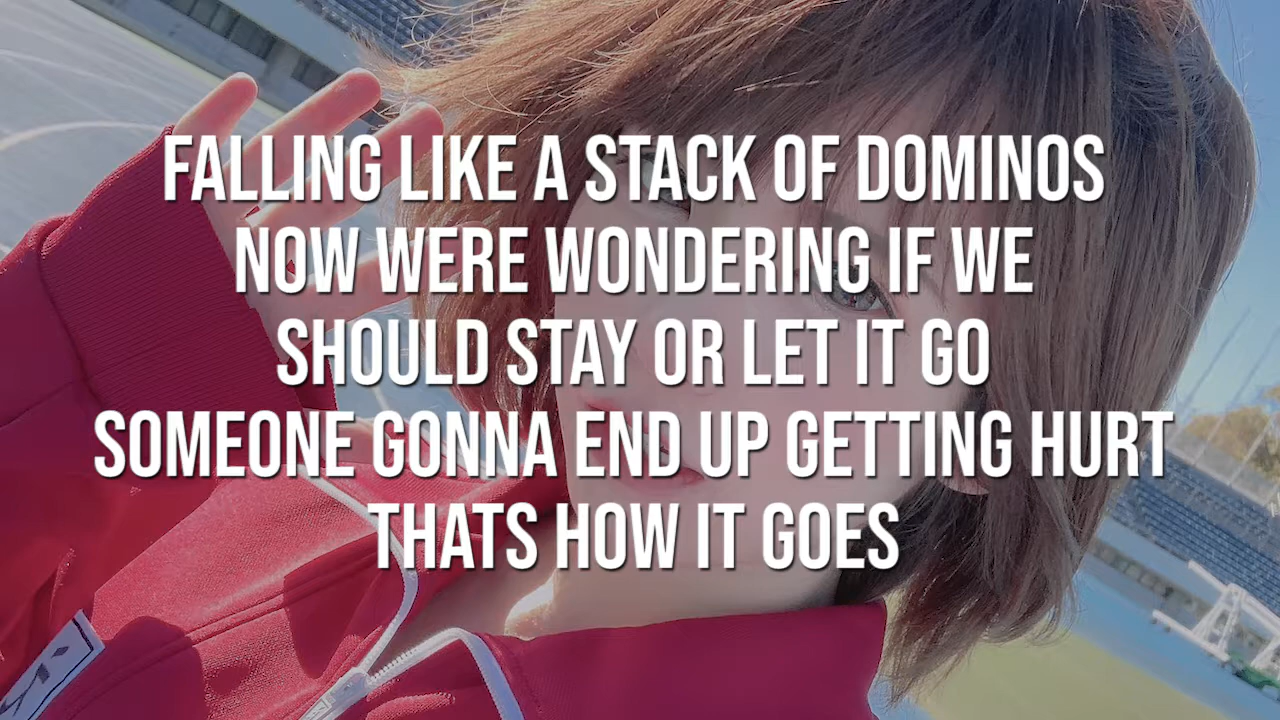 FALLING LIKE A STACK OF DOMINOS
NOW WERE WONDERING IF WE
SHOULD STAY OR LET IT GO
SOMEONE GONNA END UP GETTING HURT
THATS HOW IT GOES